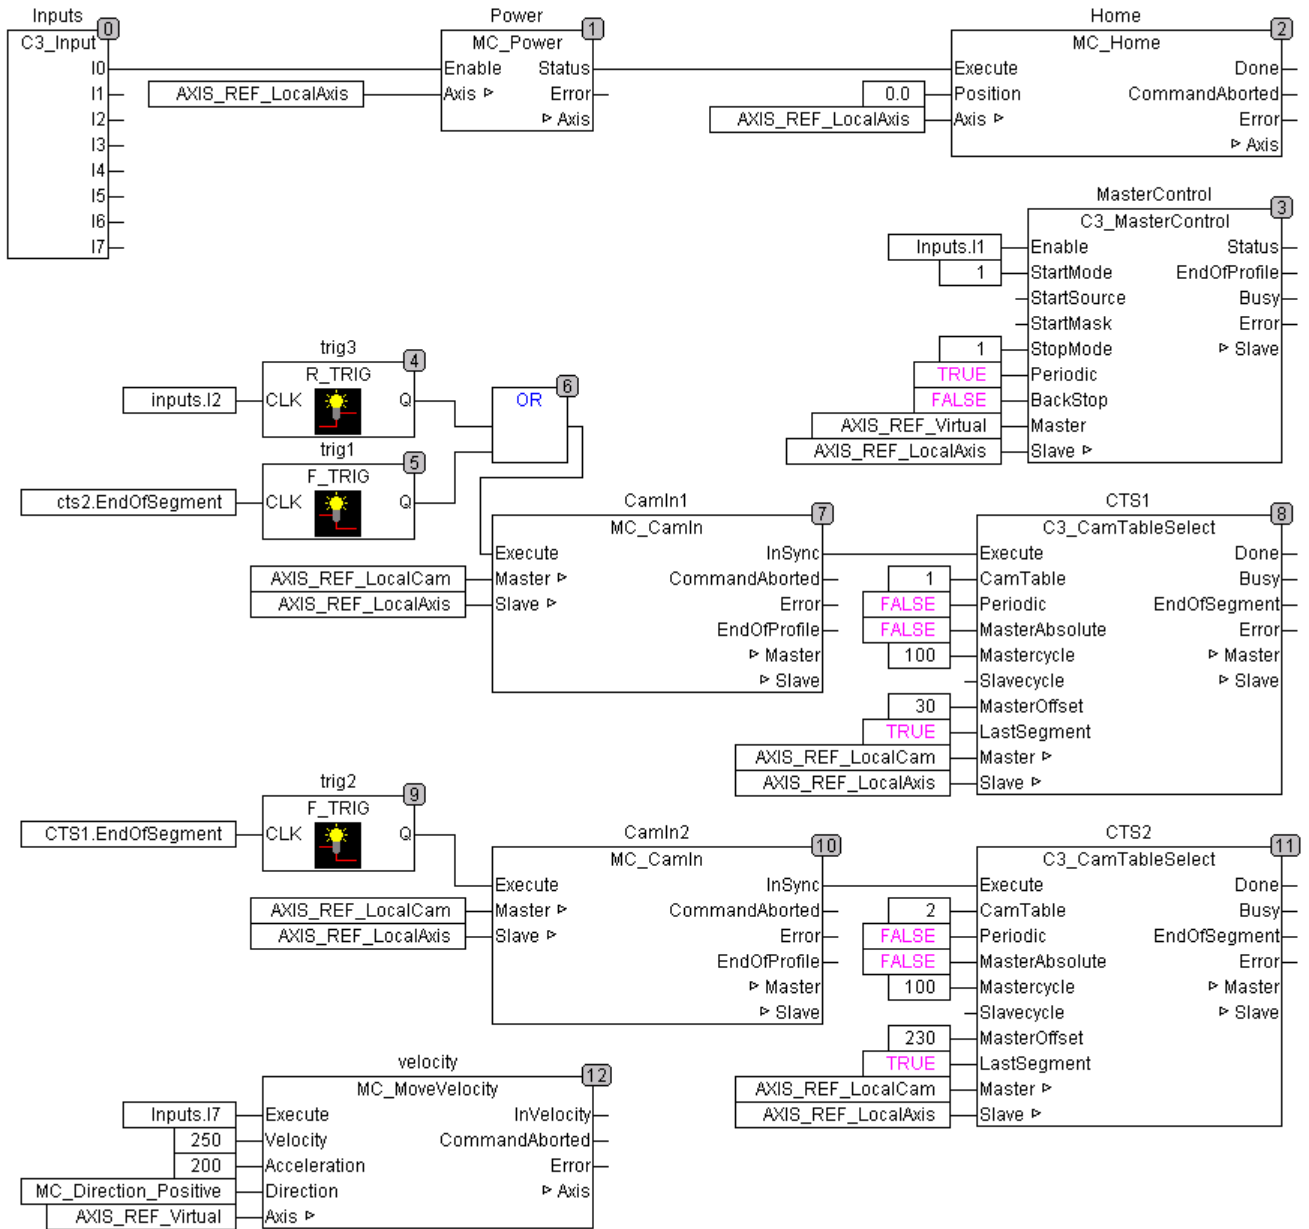 Inputs Power Home
0 1 2
C3_Input MC_Power MC_Home
I0 Enable Status Execute Done
I1 AXIS_REF_LocalAxis Axis Error 0.0 Position CommandAborted
I2 Axis AXIS_REF_LocalAxis Axis Error
I3 Axis
I4
I5 MasterControl
I6 3 C3_MasterControl
I7 Inputs.I1 Enable Status
1 StartMode EndOfProfile
StartSource Busy
StartMask Error
trig3 1 StopMode Slave
4 R_TRIG TRUE Periodic
6 OR
inputs.I2 CLK Q FALSE BackStop
AXIS_REF_Virtual Master
trig1 AXIS_REF_LocalAxis Slave
5 F_TRIG
cts2.EndOfSegment CLK Q CamIn1 CTS1
7 MC_CamIn 8 C3_CamTableSelect
Execute InSync Execute Done
AXIS_REF_LocalCam Master CommandAborted 1 CamTable Busy
AXIS_REF_LocalAxis Slave Error FALSE Periodic EndOfSegment
EndOfProfile FALSE MasterAbsolute Error
Master 100 Mastercycle Master
Slave Slavecycle Slave
30 MasterOffset
TRUE LastSegment
AXIS_REF_LocalCam Master
trig2 AXIS_REF_LocalAxis Slave
9 F_TRIG
CTS1.EndOfSegment CLK Q CamIn2 CTS2
10 MC_CamIn 11 C3_CamTableSelect
Execute InSync Execute Done
AXIS_REF_LocalCam Master CommandAborted 2 CamTable Busy
AXIS_REF_LocalAxis Slave Error FALSE Periodic EndOfSegment
EndOfProfile FALSE MasterAbsolute Error
Master 100 Mastercycle Master
Slave Slavecycle Slave
230 MasterOffset
velocity TRUE LastSegment
12 MC_MoveVelocity AXIS_REF_LocalCam Master
Inputs.I7 Execute InVelocity AXIS_REF_LocalAxis Slave
250 Velocity CommandAborted
200 Acceleration Error
MC_Direction_Positive Direction Axis
AXIS_REF_Virtual Axis